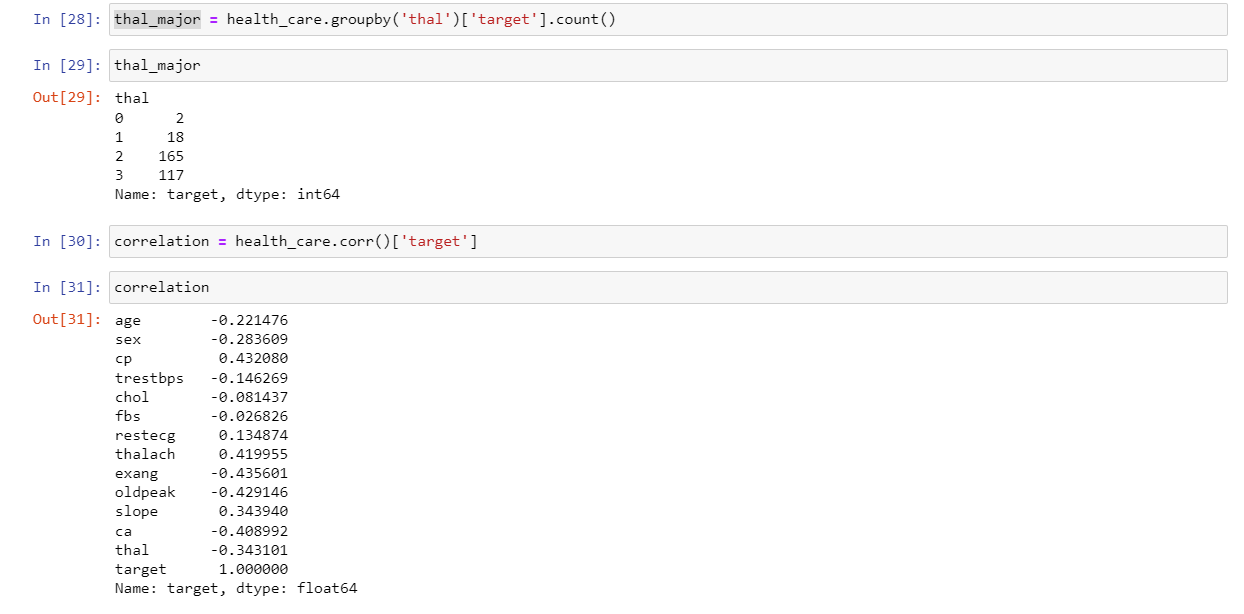 In [28]: thal_major = health_care.groupby('thal')['target'].count()
In [29]: thal_major
Out[29]: thal
0      2
1     18
2    165
3    117
Name: target, dtype: int64
In [30]: correlation = health_care.corr()['target']
In [31]: correlation
Out[31]: age        -0.221476
sex        -0.283609
cp          0.432080
trestbps   -0.146269
chol       -0.081437
fbs        -0.026826
restecg     0.134874
thalach     0.419955
exang      -0.435601
oldpeak    -0.429146
slope       0.343940
ca         -0.408992
thal       -0.343101
target      1.000000
Name: target, dtype: float64